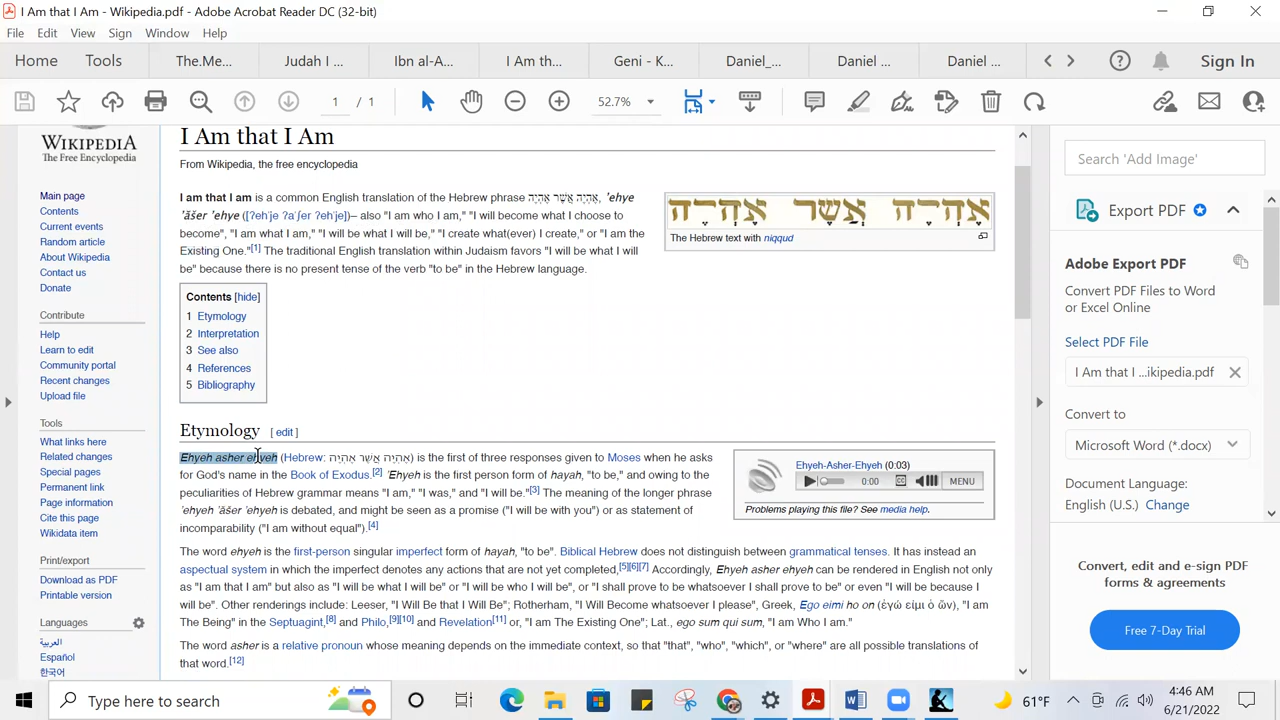 I Am that I Am - Wikipedia.pdf - Adobe Acrobat Reader DC (32-bit)
File Edit View Sign Window Help
Home Tools The.Me... Judah I ... Ibn al-A... I Am th... Geni - K... Daniel_... Daniel ... Daniel ... Sign In
1 / 1 52.7%
WIKIPEDIA
The Free Encyclopedia
Main page
Contents
Current events
Random article
About Wikipedia
Contact us
Donate
Contribute
Help
Learn to edit
Community portal
Recent changes
Upload file
Tools
What links here
Related changes
Special pages
Permanent link
Page information
Cite this page
Wikidata item
Print/export
Download as PDF
Printable version
Languages
العربية
Español
한국어
I Am that I Am
From Wikipedia, the free encyclopedia
I am that I am is a common English translation of the Hebrew phrase אֶהְיֶה אֲשֶׁר אֶהְיֶה, ’ehye
’ăšer ’ehye ([ʔehˈje ʔaˈʃer ʔehˈje])– also "I am who I am," "I will become what I choose to
become", "I am what I am," "I will be what I will be," "I create what(ever) I create," or "I am the
Existing One."[1] The traditional English translation within Judaism favors "I will be what I will
be" because there is no present tense of the verb "to be" in the Hebrew language.
אֶהְיֶה אֲשֶׁר אֶהְיֶה
The Hebrew text with niqqud
Contents [hide]
1 Etymology
2 Interpretation
3 See also
4 References
5 Bibliography
Etymology [ edit ]
Ehyeh asher ehyeh (Hebrew: אֶהְיֶה אֲשֶׁר אֶהְיֶה) is the first of three responses given to Moses when he asks
for God's name in the Book of Exodus.[2] ’Ehyeh is the first person form of hayah, "to be," and owing to the
peculiarities of Hebrew grammar means "I am," "I was," and "I will be."[3] The meaning of the longer phrase
’ehyeh ’ăšer ’ehyeh is debated, and might be seen as a promise ("I will be with you") or as statement of
incomparability ("I am without equal").[4]
Ehyeh-Asher-Ehyeh (0:03)
0:00 MENU
Problems playing this file? See media help.
The word ehyeh is the first-person singular imperfect form of hayah, "to be". Biblical Hebrew does not distinguish between grammatical tenses. It has instead an
aspectual system in which the imperfect denotes any actions that are not yet completed,[5][6][7] Accordingly, Ehyeh asher ehyeh can be rendered in English not only
as "I am that I am" but also as "I will be what I will be" or "I will be who I will be", or "I shall prove to be whatsoever I shall prove to be" or even "I will be because I
will be". Other renderings include: Leeser, "I Will Be that I Will Be"; Rotherham, "I Will Become whatsoever I please", Greek, Ego eimi ho on (ἐγώ εἰμι ὁ ὤν), "I am
The Being" in the Septuagint,[8] and Philo,[9][10] and Revelation[11] or, "I am The Existing One"; Lat., ego sum qui sum, "I am Who I am."
The word asher is a relative pronoun whose meaning depends on the immediate context, so that "that", "who", "which", or "where" are all possible translations of
that word.[12]
Search 'Add Image'
Export PDF
Adobe Export PDF
Convert PDF Files to Word
or Excel Online
Select PDF File
I Am that I ...ikipedia.pdf
Convert to
Microsoft Word (*.docx)
Document Language:
English (U.S.) Change
Convert, edit and e-sign PDF
forms & agreements
Free 7-Day Trial
Type here to search
61°F
4:46 AM
6/21/2022